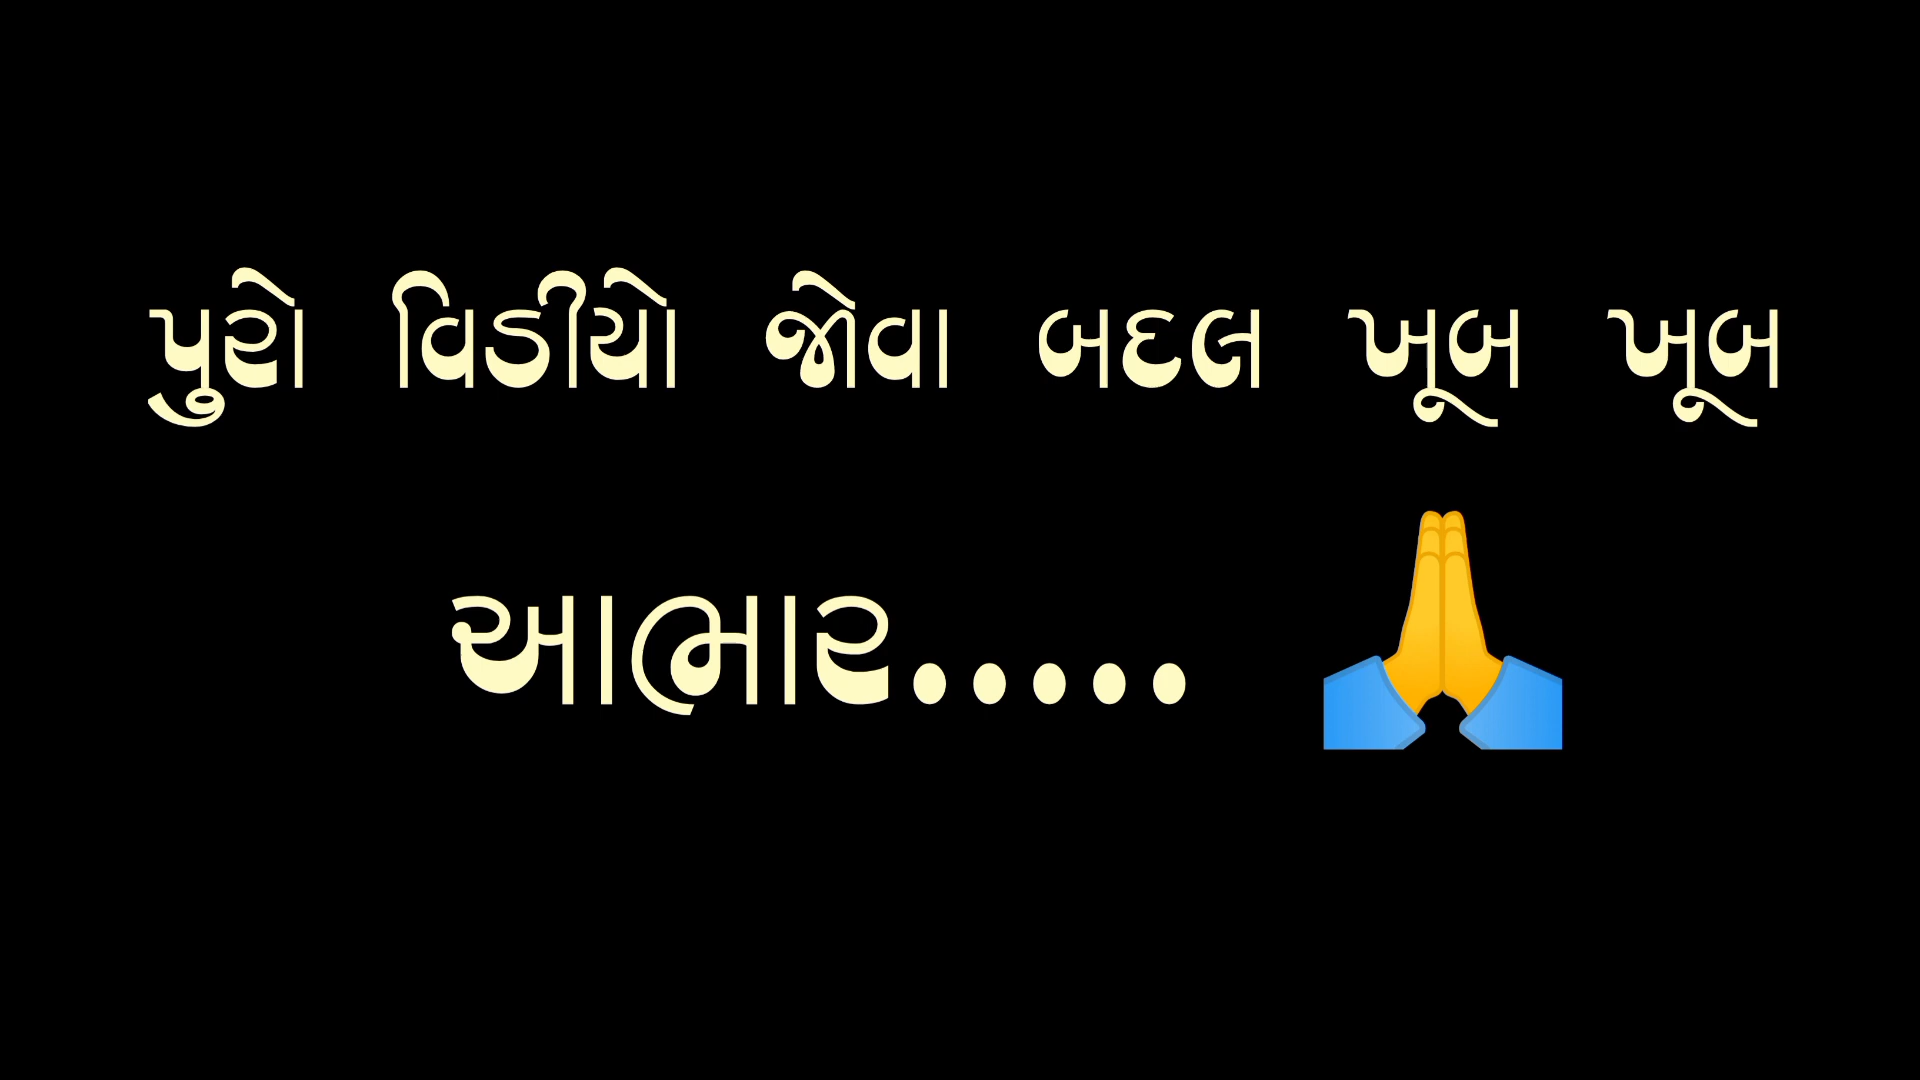 પુરો વિડીયો જોવા બદલ ખૂબ ખૂબ
આભાર..... 🙏